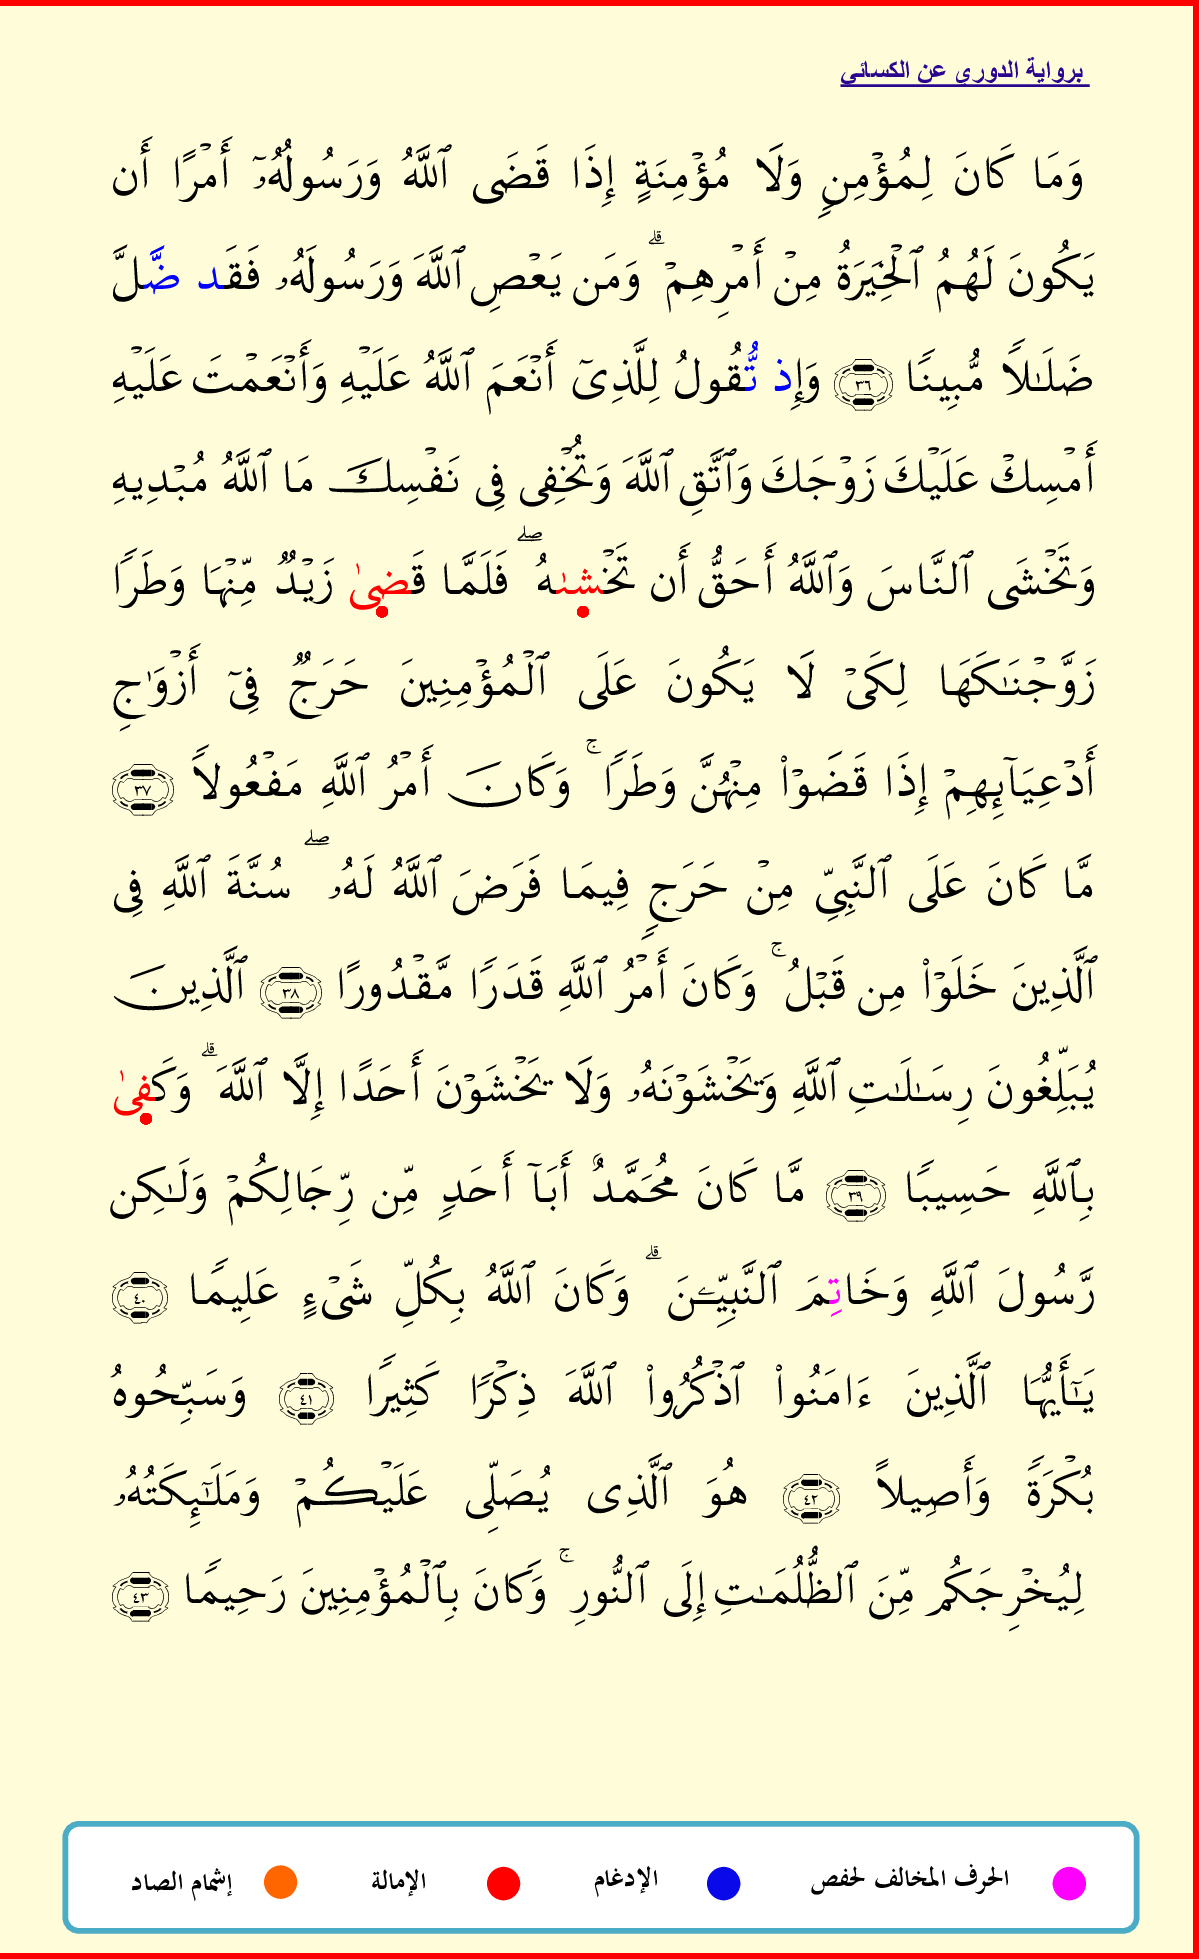 برواية الدوري عن الكسائي
وَمَا كَانَ لِمُؤْمِنٍ وَلَا مُؤْمِنَةٍ إِذَا قَضَى ٱللَّهُ وَرَسُولُهُۥٓ أَمْرًا أَن
يَكُونَ لَهُمُ ٱلْخِيَرَةُ مِنْ أَمْرِهِمْ ۗ وَمَن يَعْصِ ٱللَّهَ وَرَسُولَهُۥ فَقَد ضَّلَّ
ضَلَـٰلًا مُّبِينًا ٣٦ وَإِذ تَّقُولُ لِلَّذِىٓ أَنْعَمَ ٱللَّهُ عَلَيْهِ وَأَنْعَمْتَ عَلَيْهِ
أَمْسِكْ عَلَيْكَ زَوْجَكَ وَٱتَّقِ ٱللَّهَ وَتُخْفِى فِى نَفْسِكَ مَا ٱللَّهُ مُبْدِيهِ
وَتَخْشَى ٱلنَّاسَ وَٱللَّهُ أَحَقُّ أَن تَخْشَىٰهُ ۖ فَلَمَّا قَضِىٰ زَيْدٌ مِّنْهَا وَطَرًا
زَوَّجْنَـٰكَهَا لِكَىْ لَا يَكُونَ عَلَى ٱلْمُؤْمِنِينَ حَرَجٌ فِىٓ أَزْوَٰجِ
أَدْعِيَآئِهِمْ إِذَا قَضَوْا۟ مِنْهُنَّ وَطَرًا ۚ وَكَانَ أَمْرُ ٱللَّهِ مَفْعُولًا ٣٧
مَّا كَانَ عَلَى ٱلنَّبِىِّ مِنْ حَرَجٍ فِيمَا فَرَضَ ٱللَّهُ لَهُۥ ۖ سُنَّةَ ٱللَّهِ فِى
ٱلَّذِينَ خَلَوْا۟ مِن قَبْلُ ۚ وَكَانَ أَمْرُ ٱللَّهِ قَدَرًا مَّقْدُورًا ٣٨ ٱلَّذِينَ
يُبَلِّغُونَ رِسَـٰلَـٰتِ ٱللَّهِ وَيَخْشَوْنَهُۥ وَلَا يَخْشَوْنَ أَحَدًا إِلَّا ٱللَّهَ ۗ وَكَفِىٰ
بِٱللَّهِ حَسِيبًا ٣٩ مَّا كَانَ مُحَمَّدٌ أَبَآ أَحَدٍ مِّن رِّجَالِكُمْ وَلَـٰكِن
رَّسُولَ ٱللَّهِ وَخَاتِمَ ٱلنَّبِيِّـۧنَ ۗ وَكَانَ ٱللَّهُ بِكُلِّ شَىْءٍ عَلِيمًا ٤٠
يَـٰٓأَيُّهَا ٱلَّذِينَ ءَامَنُوا۟ ٱذْكُرُوا۟ ٱللَّهَ ذِكْرًا كَثِيرًا ٤١ وَسَبِّحُوهُ
بُكْرَةً وَأَصِيلًا ٤٢ هُوَ ٱلَّذِى يُصَلِّى عَلَيْكُمْ وَمَلَـٰٓئِكَتُهُۥ
لِيُخْرِجَكُم مِّنَ ٱلظُّلُمَـٰتِ إِلَى ٱلنُّورِ ۚ وَكَانَ بِٱلْمُؤْمِنِينَ رَحِيمًا ٤٣
الحرف المخالف لحفص الإدغام الإمالة إشمام الصاد